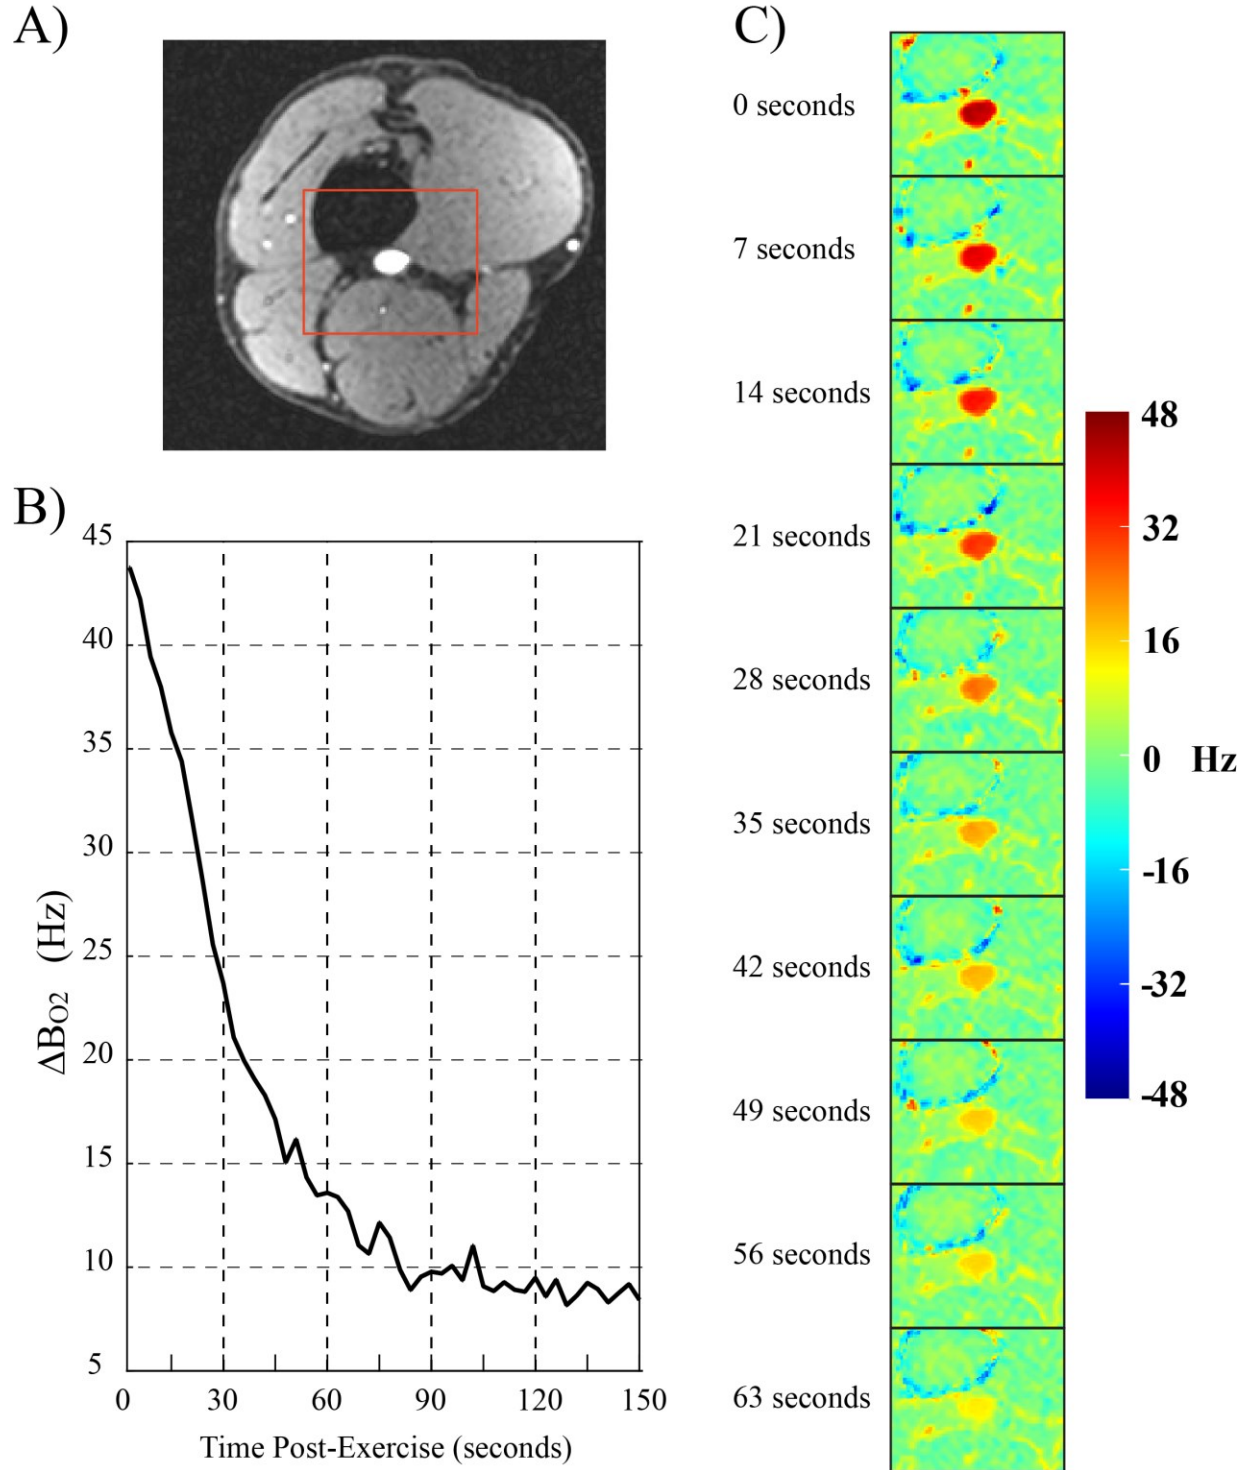 A)
B)
45
40
35
30
25
20
15
10
5
ΔBO2 (Hz)
0 30 60 90 120 150
Time Post-Exercise (seconds)
C)
0 seconds
7 seconds
14 seconds
21 seconds
28 seconds
35 seconds
42 seconds
49 seconds
56 seconds
63 seconds
48
32
16
0 Hz
-16
-32
-48